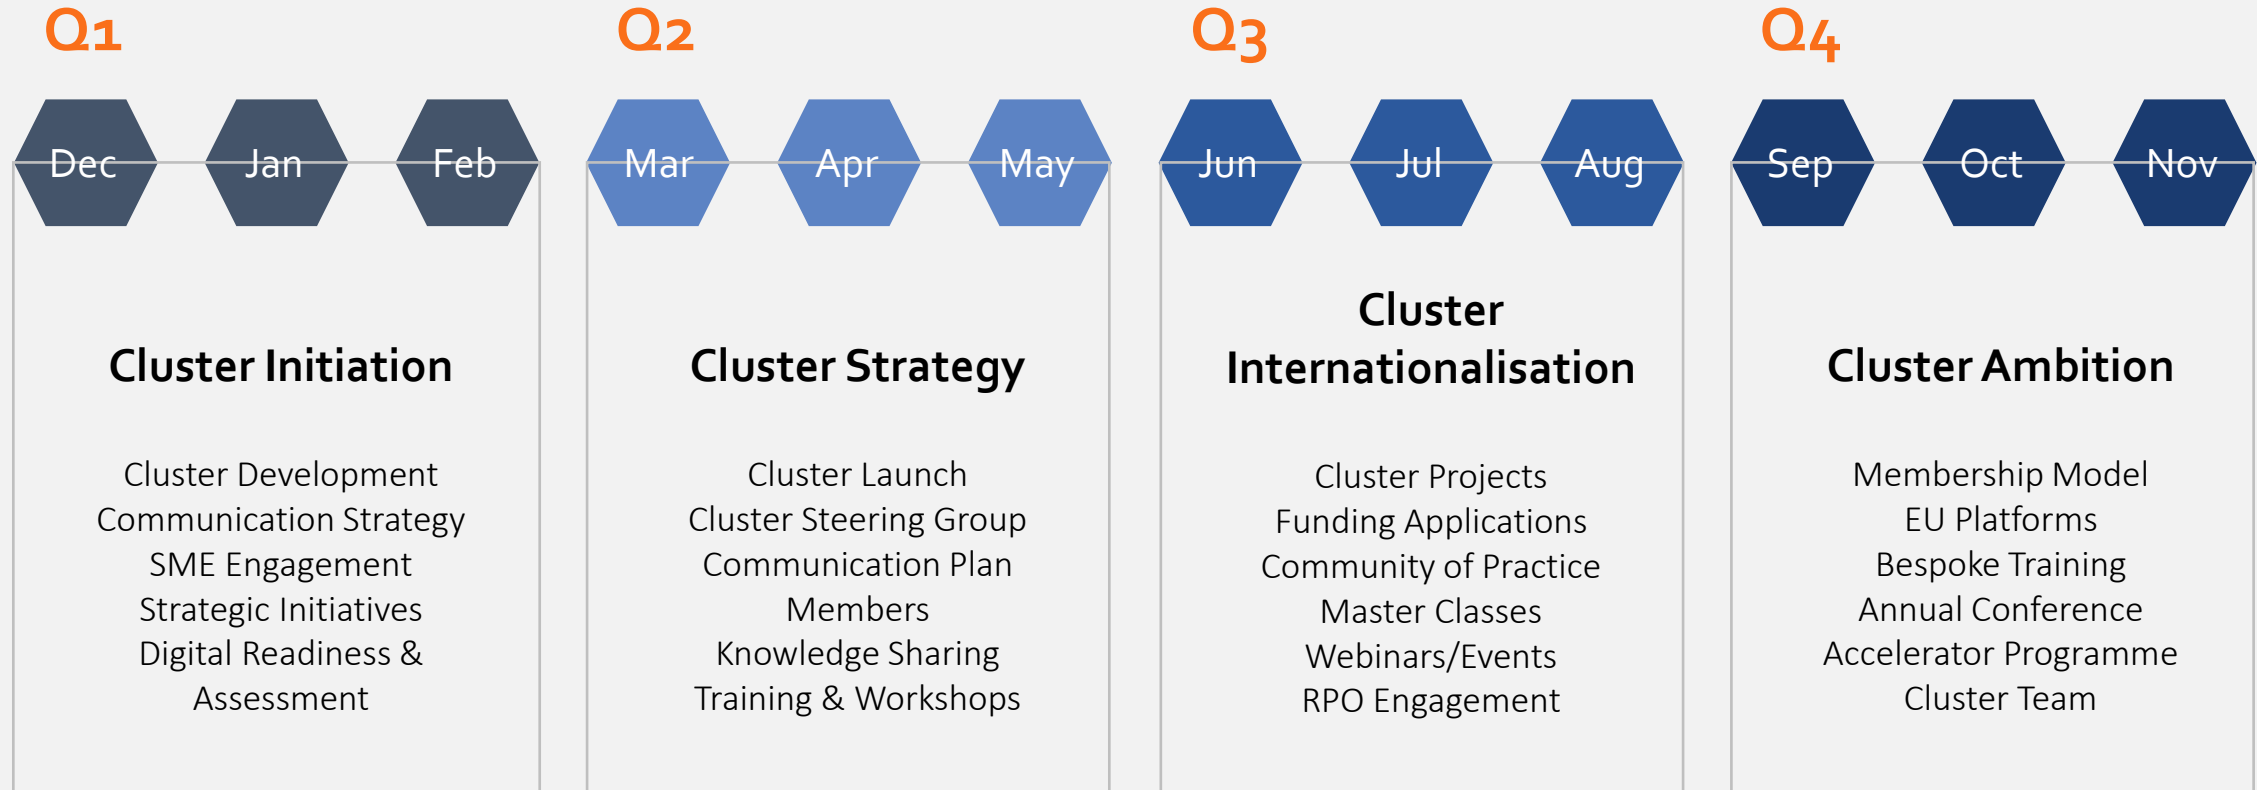 Q1
Dec
Jan
Feb
Cluster Initiation
Cluster Development
Communication Strategy
SME Engagement
Strategic Initiatives
Digital Readiness &
Assessment
Q2
Mar
Apr
May
Cluster Strategy
Cluster Launch
Cluster Steering Group
Communication Plan
Members
Knowledge Sharing
Training & Workshops
Q3
Jun
Jul
Aug
Cluster
Internationalisation
Cluster Projects
Funding Applications
Community of Practice
Master Classes
Webinars/Events
RPO Engagement
Q4
Sep
Oct
Nov
Cluster Ambition
Membership Model
EU Platforms
Bespoke Training
Annual Conference
Accelerator Programme
Cluster Team